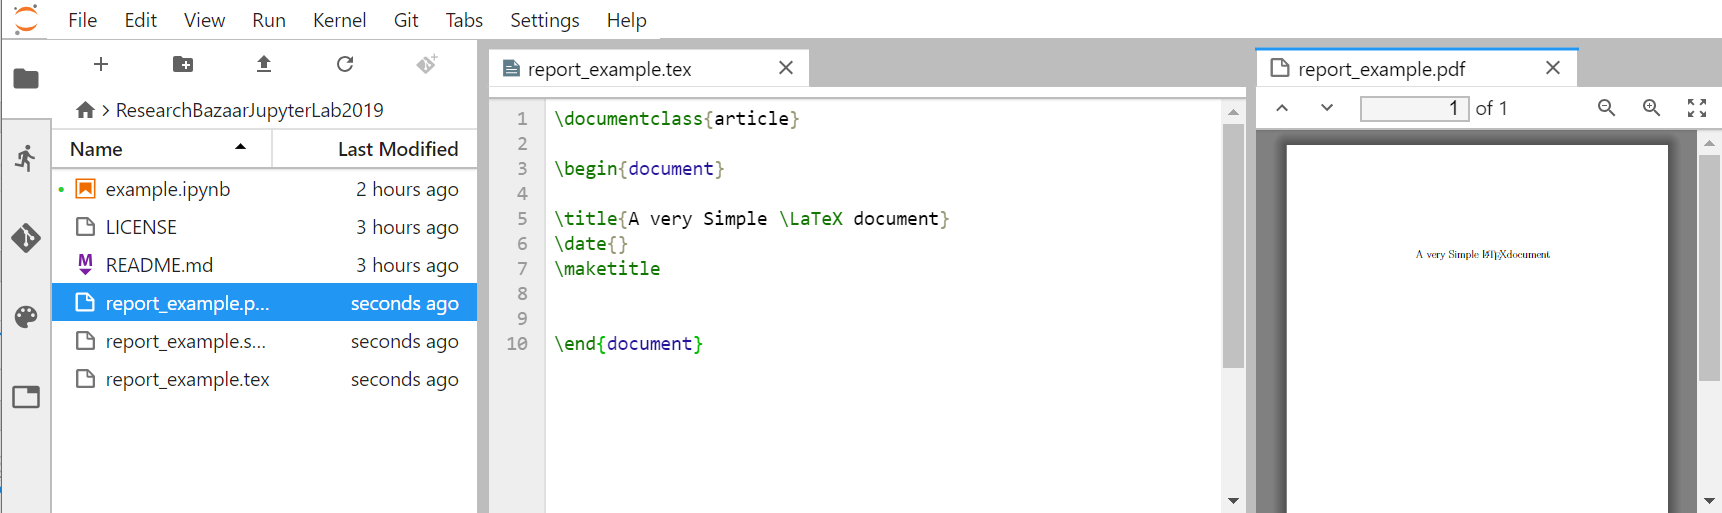 File Edit View Run Kernel Git Tabs Settings Help
ResearchBazaarJupyterLab2019
Name Last Modified
example.ipynb 2 hours ago
LICENSE 3 hours ago
README.md 3 hours ago
report_example.p... seconds ago
report_example.s... seconds ago
report_example.tex seconds ago
report_example.tex
1 \documentclass{article}
2
3 \begin{document}
4
5 \title{A very Simple \LaTeX document}
6 \date{}
7 \maketitle
8
9
10 \end{document}
report_example.pdf
1 of 1
A very Simple LaTeXdocument